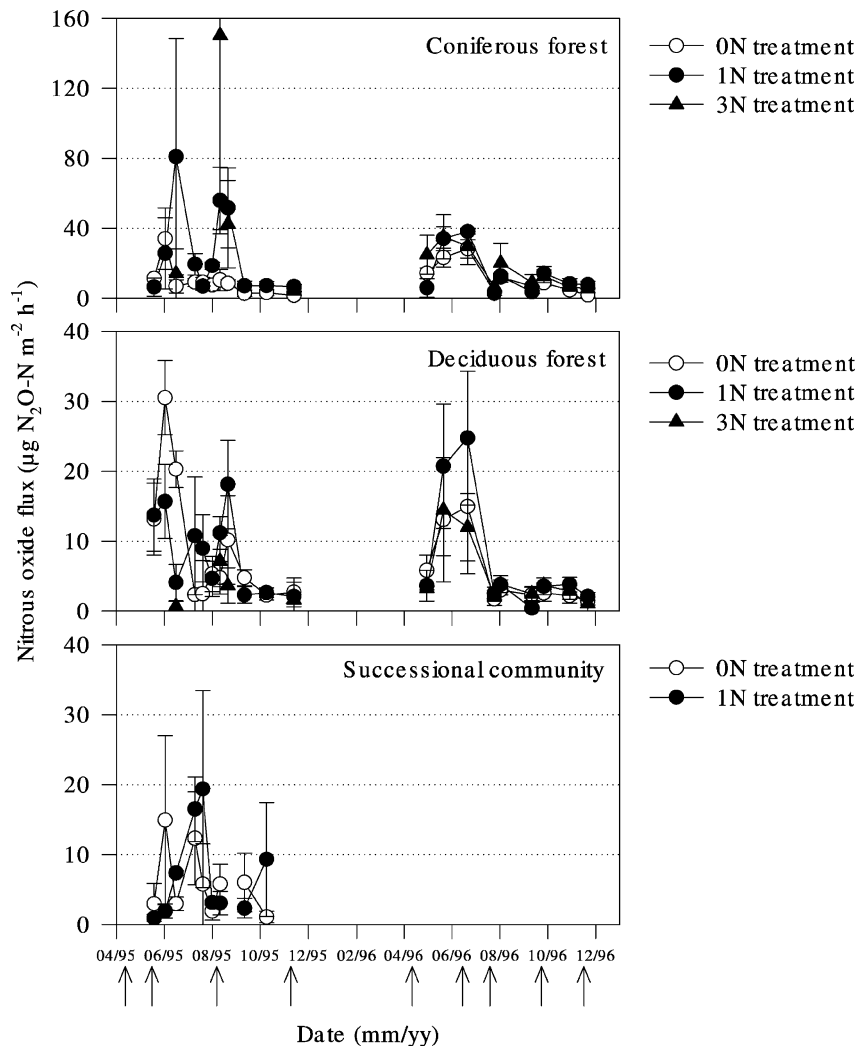 160
120
80
40
0
Coniferous forest
0N treatment
1N treatment
3N treatment
40
30
20
10
0
Deciduous forest
0N treatment
1N treatment
3N treatment
40
30
20
10
0
Successional community
0N treatment
1N treatment
Nitrous oxide flux (µg N₂O-N m⁻² h⁻¹)
04/95 06/95 08/95 10/95 12/95 02/96 04/96 06/96 08/96 10/96 12/96
Date (mm/yy)